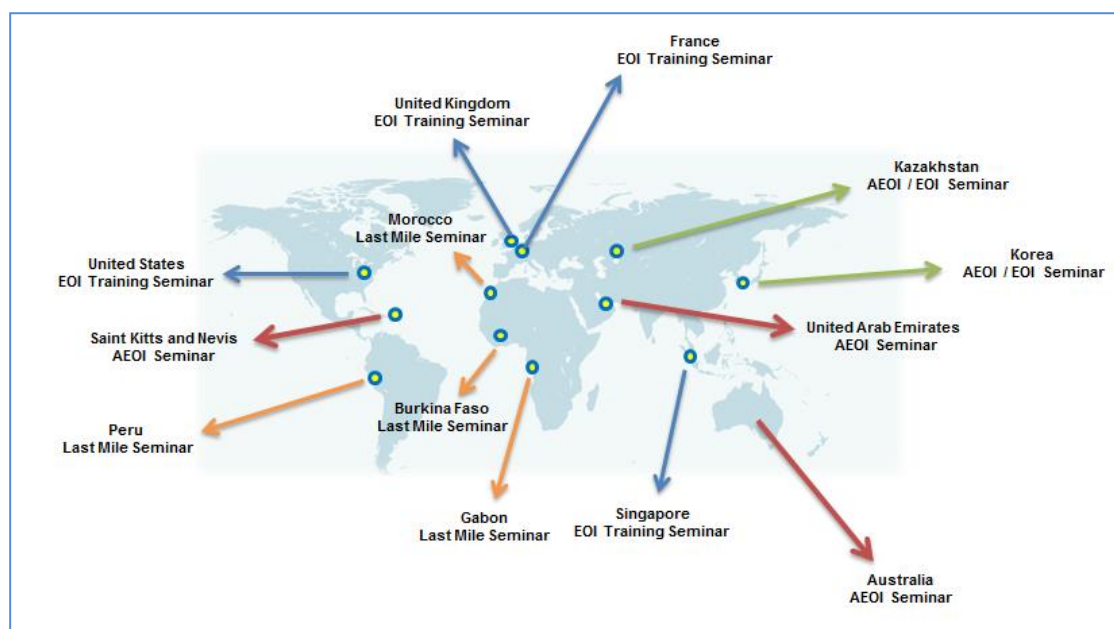 France
EOI Training Seminar
United Kingdom
EOI Training Seminar
Kazakhstan
AEOI / EOI Seminar
Morocco
Last Mile Seminar
United States
EOI Training Seminar
Korea
AEOI / EOI Seminar
Saint Kitts and Nevis
AEOI Seminar
United Arab Emirates
AEOI Seminar
Burkina Faso
Last Mile Seminar
Peru
Last Mile Seminar
Gabon
Last Mile Seminar
Singapore
EOI Training Seminar
Australia
AEOI Seminar